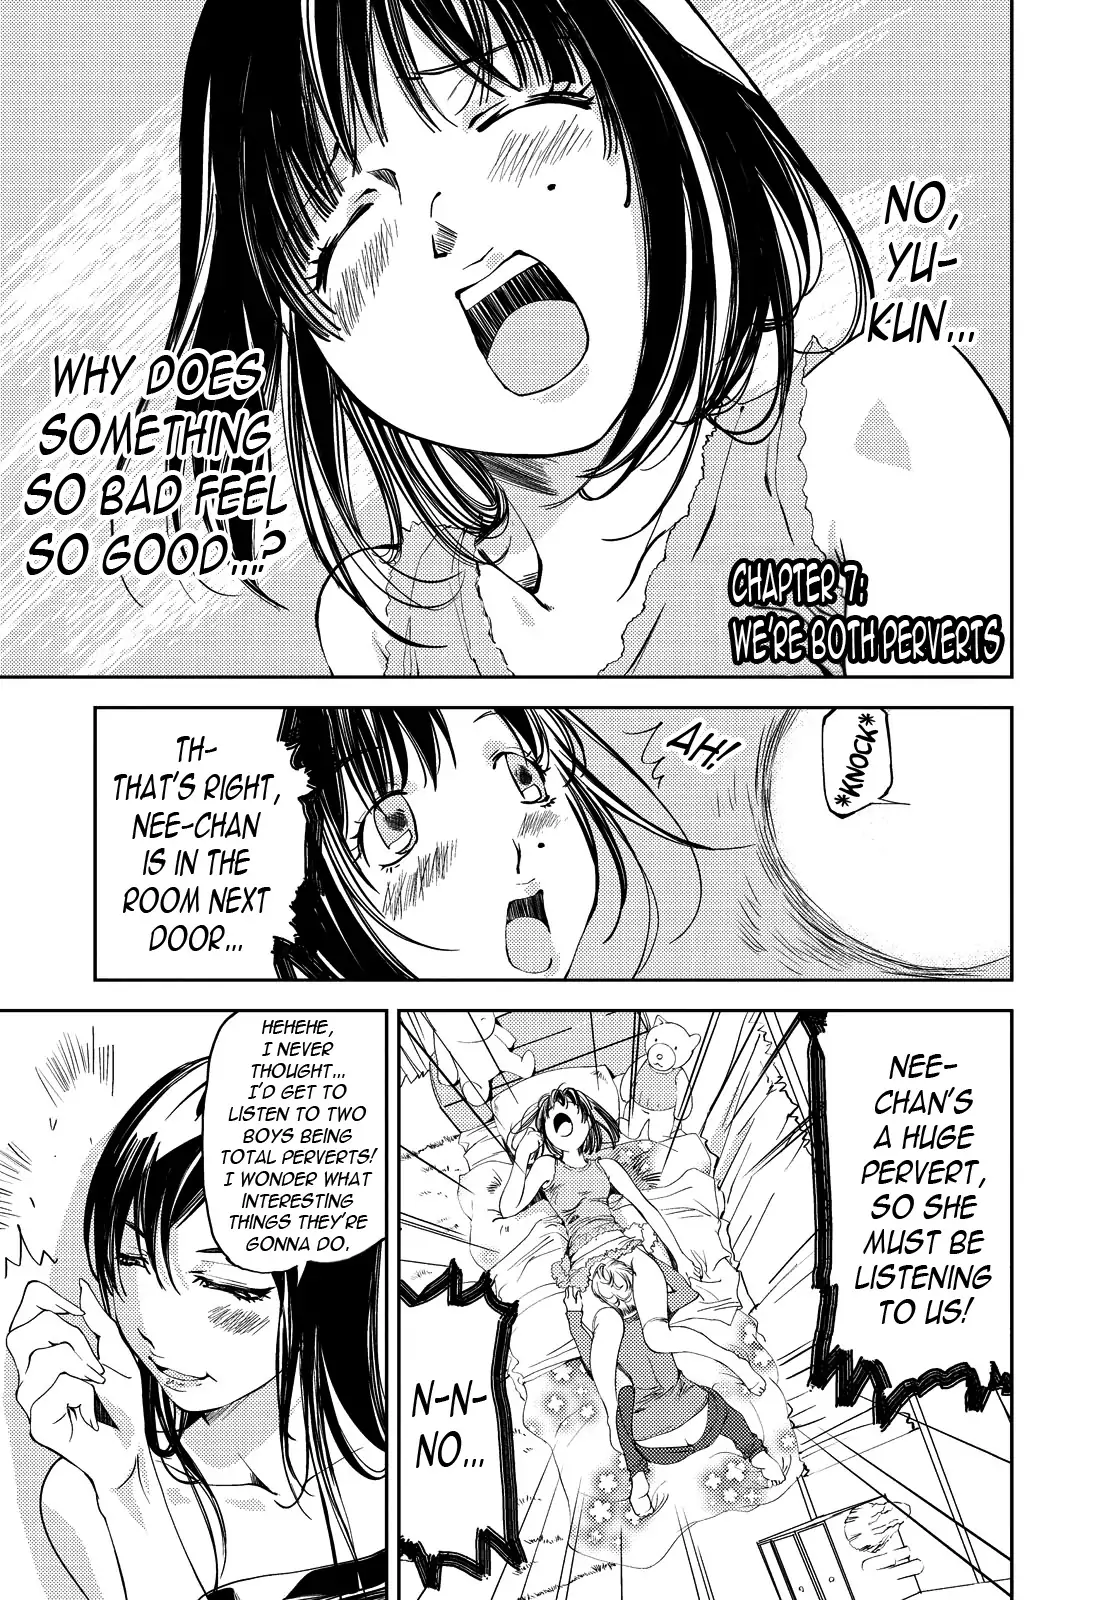 NO,
YU-
KUN...
WHY DOES
SOMETHING
SO BAD FEEL
SO GOOD...?
CHAPTER 7:
WE'RE BOTH PERVERTS
*KNOCK*
AH!
TH-
THAT'S RIGHT,
NEE-CHAN
IS IN THE
ROOM NEXT
DOOR...
NEE-
CHAN'S
A HUGE
PERVERT,
SO SHE
MUST BE
LISTENING
TO US!
N-N-
NO...
HEHEHE,
I NEVER
THOUGHT...
I'D GET TO
LISTEN TO TWO
BOYS BEING
TOTAL PERVERTS!
I WONDER WHAT
INTERESTING
THINGS THEY'RE
GONNA DO.